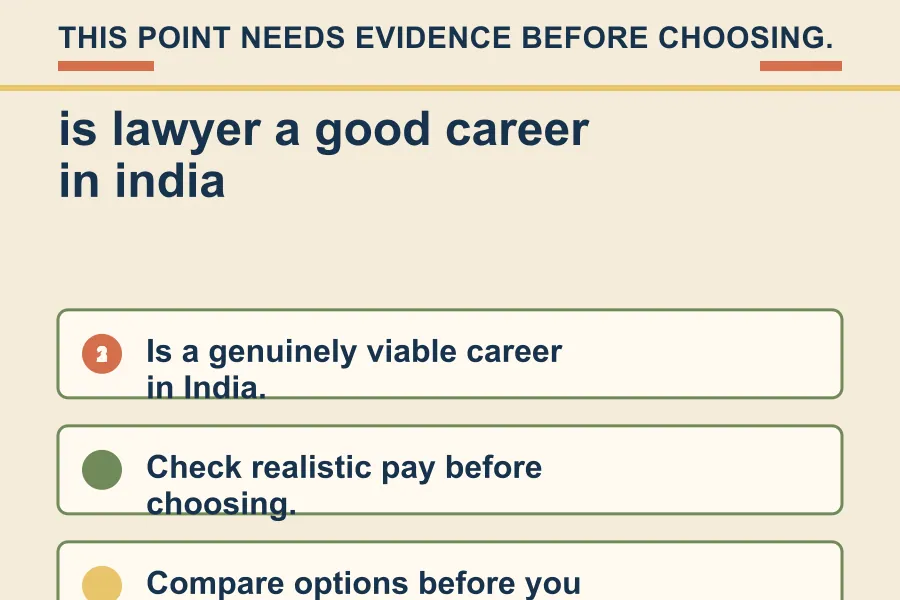 THIS POINT NEEDS EVIDENCE BEFORE CHOOSING.
is lawyer a good career
in india
Is a genuinely viable career
in India.
Check realistic pay before
choosing.
Compare options before you